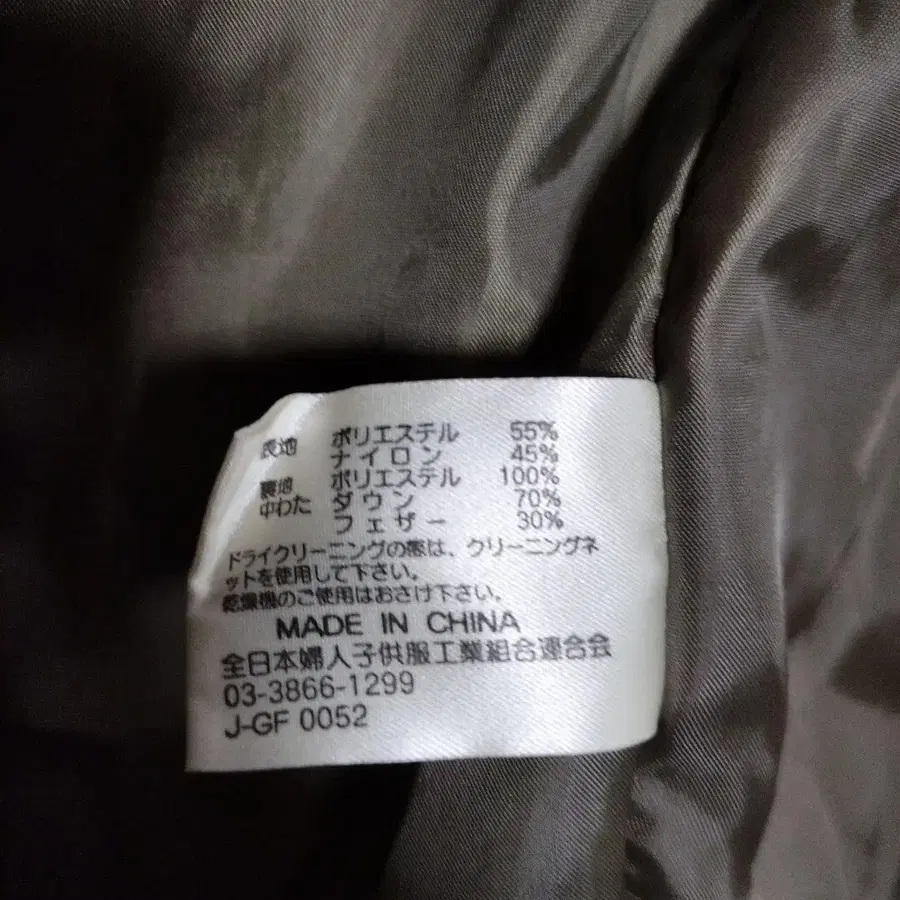 表地 ポリエステル 55%
ナイロン 45%
裏地 ポリエステル 100%
中わた ダウン 70%
フェザー 30%
ドライクリーニングの際は、クリーニングネ
ットを使用して下さい。
乾燥機のご使用はおさけ下さい。
MADE IN CHINA
全日本婦人子供服工業組合連合会
03-3866-1299
J-GF 0052